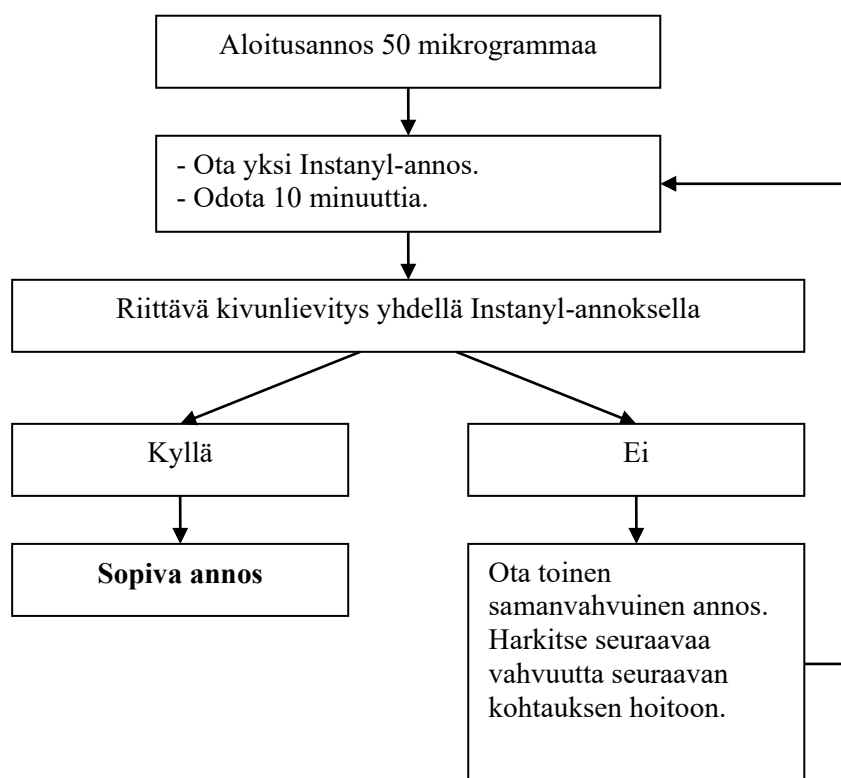 Aloitusannos 50 mikrogrammaa
- Ota yksi Instanyl-annos.
- Odota 10 minuuttia.
Riittävä kivunlievitys yhdellä Instanyl-annoksella
Kyllä
Ei
Sopiva annos
Ota toinen
samanvahvuinen annos.
Harkitse seuraavaa
vahvuutta seuraavan
kohtauksen hoitoon.